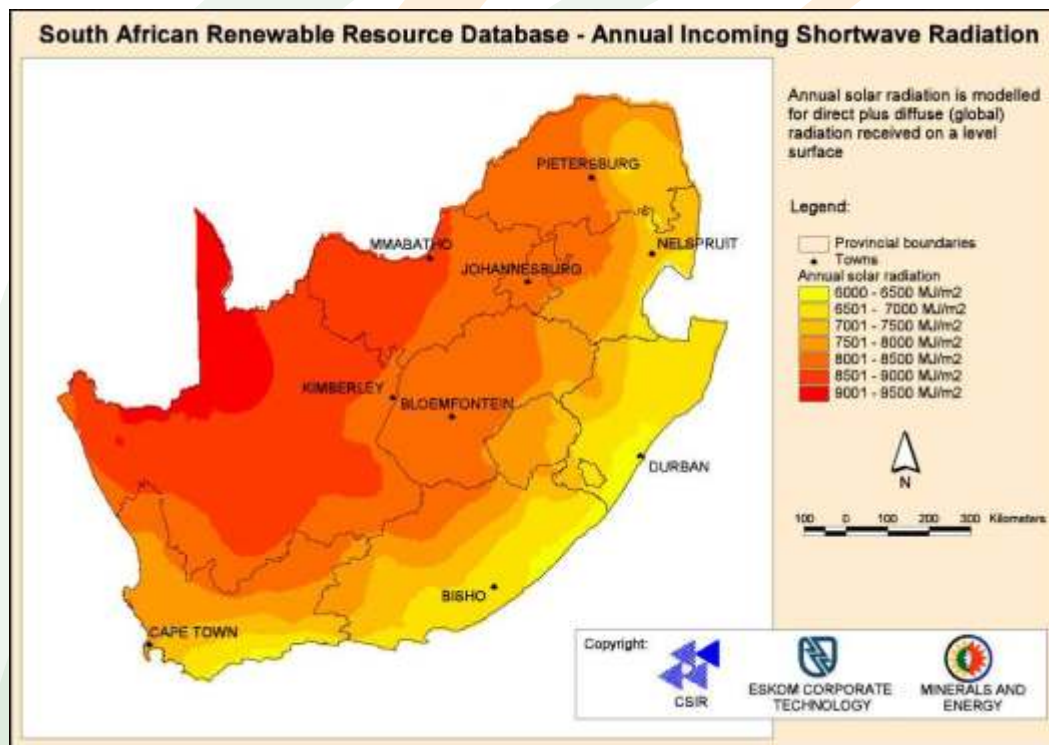 South African Renewable Resource Database - Annual Incoming Shortwave Radiation
Annual solar radiation is modelled
for direct plus diffuse (global)
radiation received on a level
surface
Legend:
Provincial boundaries
Towns
Annual solar radiation
6000 - 6500 MJ/m2
6501 - 7000 MJ/m2
7001 - 7500 MJ/m2
7501 - 8000 MJ/m2
8001 - 8500 MJ/m2
8501 - 9000 MJ/m2
9001 - 9500 MJ/m2
N
100 0 100 200 300 Kilometers
PIETERSBURG
MMABATHO
NELSPRUIT
JOHANNESBURG
KIMBERLEY
BLOEMFONTEIN
DURBAN
BISHO
CAPE TOWN
Copyright:
CSIR
ESKOM CORPORATE
TECHNOLOGY
MINERALS AND
ENERGY